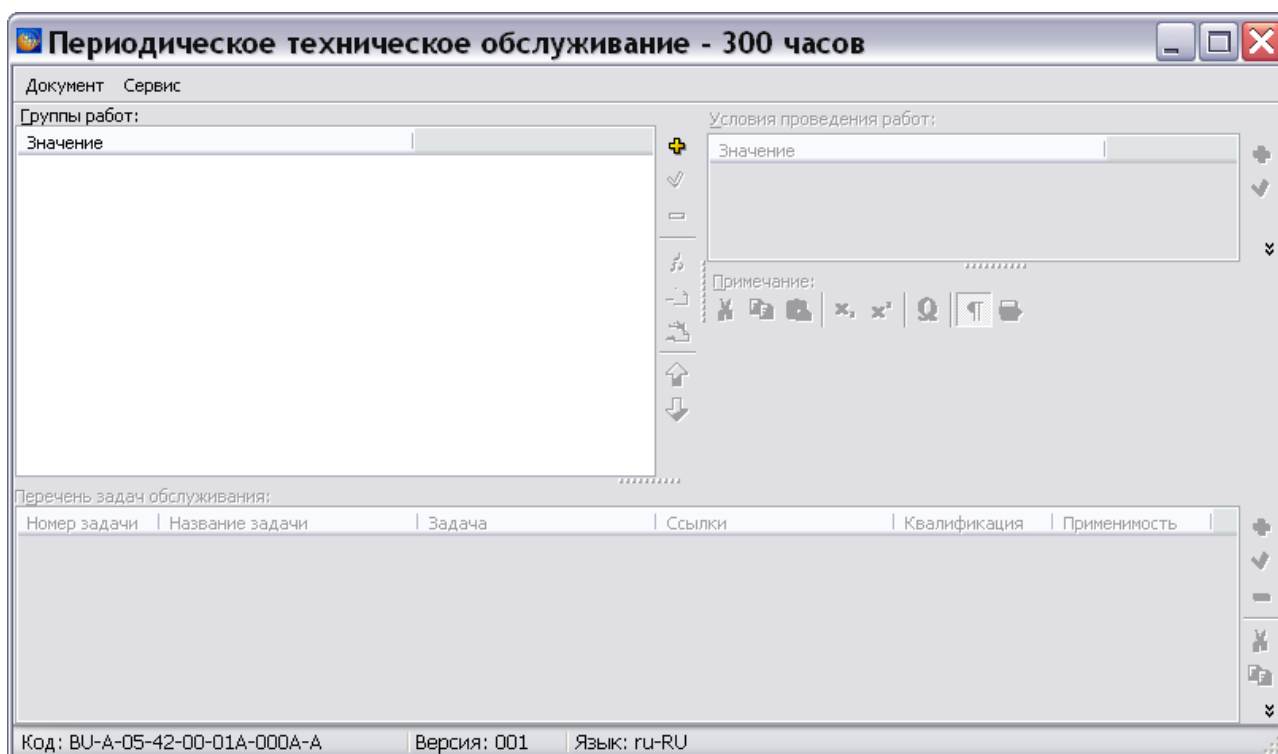 Периодическое техническое обслуживание - 300 часов
Документ Сервис
Группы работ:
Значение
Условия проведения работ:
Значение
Примечание:
Перечень задач обслуживания:
Номер задачи Название задачи Задача Ссылки Квалификация Применимость
Код: BU-A-05-42-00-01A-000A-A Версия: 001 Язык: ru-RU